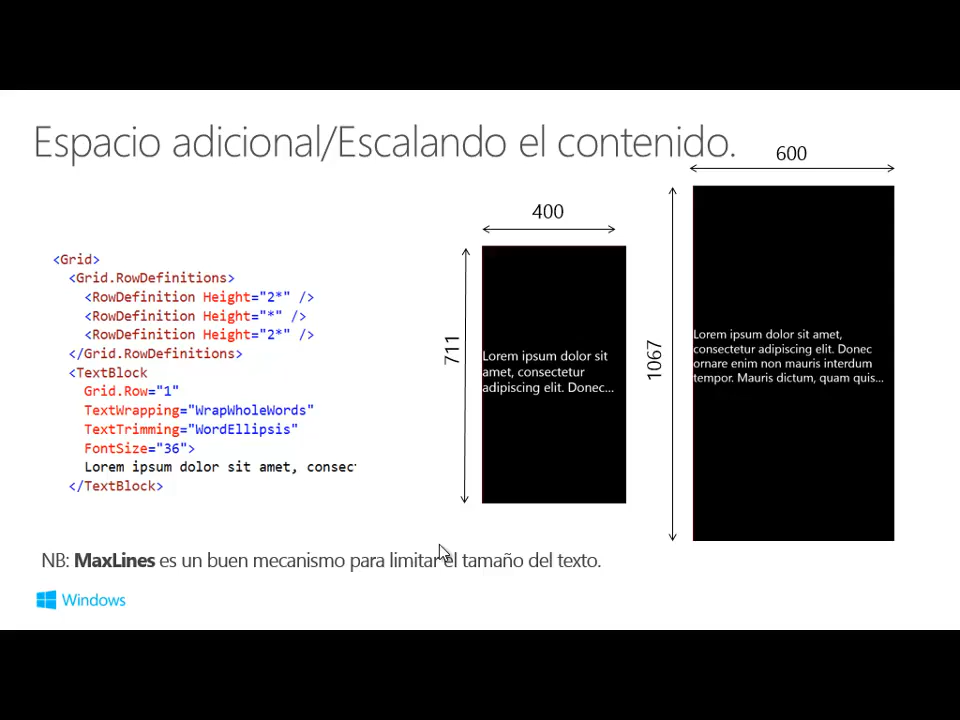 Espacio adicional/Escalando el contenido.
600
400
<Grid>
<Grid.RowDefinitions>
<RowDefinition Height="2*" />
<RowDefinition Height="*" />
<RowDefinition Height="2*" />
</Grid.RowDefinitions>
<TextBlock
Grid.Row="1"
TextWrapping="WrapWholeWords"
TextTrimming="WordEllipsis"
FontSize="36">
Lorem ipsum dolor sit amet, consec
</TextBlock>
711
Lorem ipsum dolor sit
amet, consectetur
adipiscing elit. Donec...
1067
Lorem ipsum dolor sit amet,
consectetur adipiscing elit. Donec
ornare enim non mauris interdum
tempor. Mauris dictum, quam quis...
NB: MaxLines es un buen mecanismo para limitar el tamaño del texto.
Windows